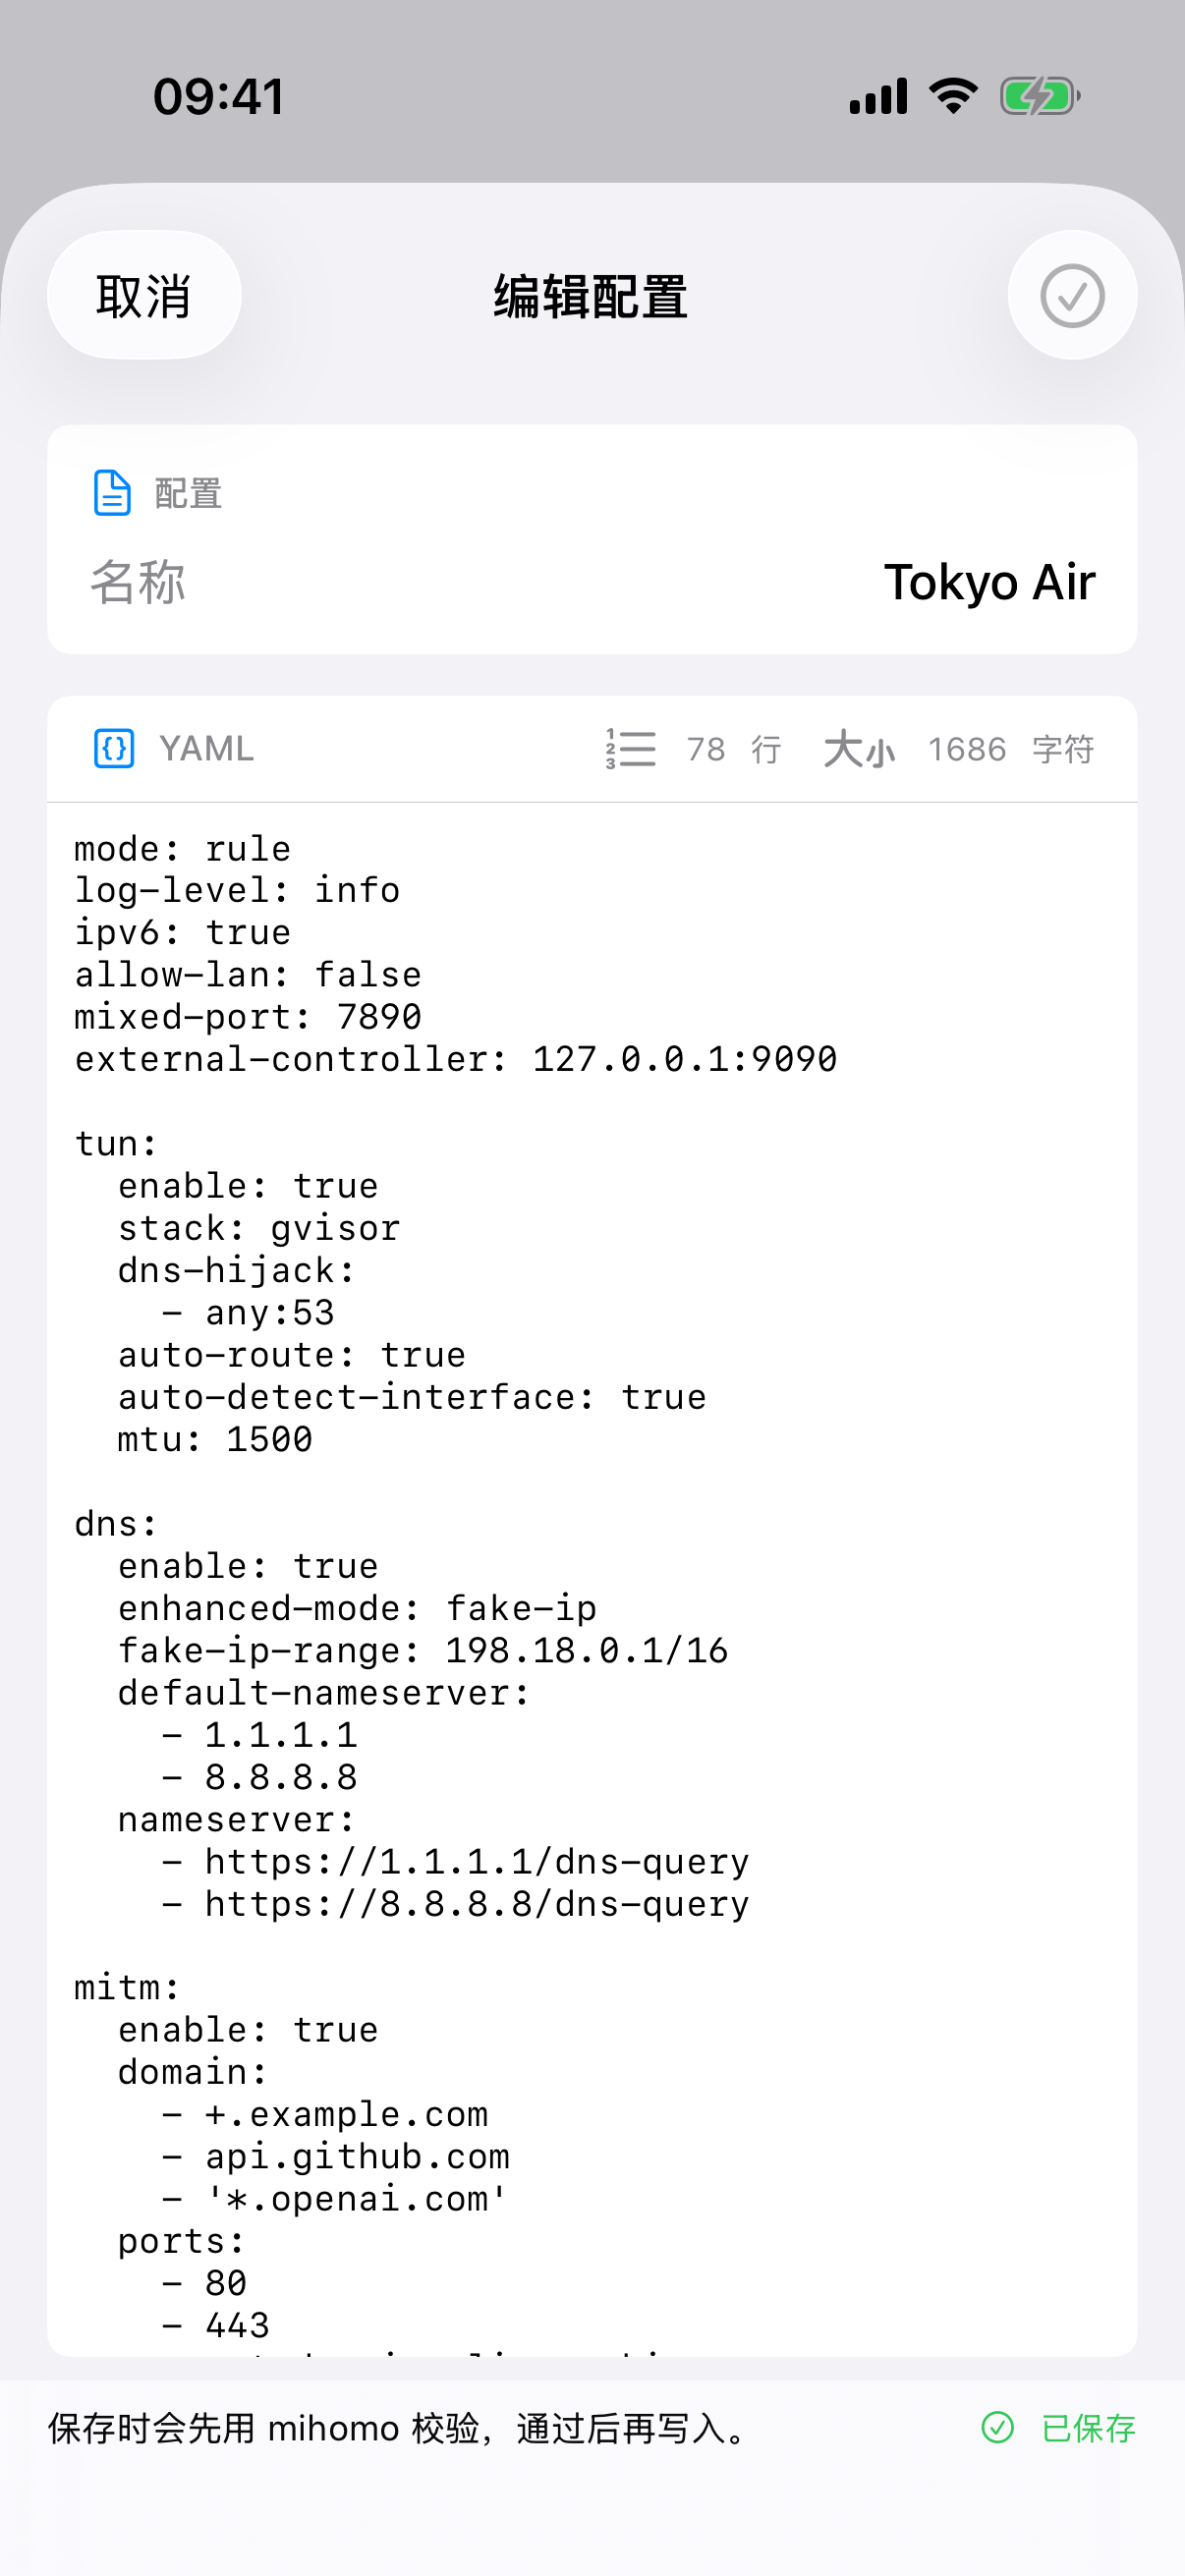 09:41
取消
编辑配置
配置
名称
Tokyo Air
YAML
123
78 行
大小 1686 字符
mode: rule
log-level: info
ipv6: true
allow-lan: false
mixed-port: 7890
external-controller: 127.0.0.1:9090
tun:
  enable: true
  stack: gvisor
  dns-hijack:
    - any:53
  auto-route: true
  auto-detect-interface: true
  mtu: 1500
dns:
  enable: true
  enhanced-mode: fake-ip
  fake-ip-range: 198.18.0.1/16
  default-nameserver:
    - 1.1.1.1
    - 8.8.8.8
  nameserver:
    - https://1.1.1.1/dns-query
    - https://8.8.8.8/dns-query
mitm:
  enable: true
  domain:
    - +.example.com
    - api.github.com
    - '*.openai.com'
  ports:
    - 80
    - 443
保存时会先用 mihomo 校验，通过后再写入。
已保存